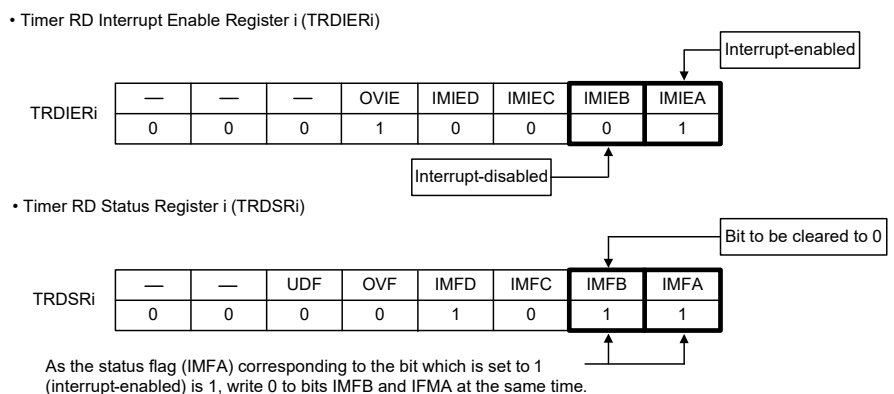 • Timer RD Interrupt Enable Register i (TRDIERi)
Interrupt-enabled
TRDIERi
— — — OVIE IMIED IMIEC IMIEB IMIEA
0 0 0 1 0 0 0 1
Interrupt-disabled
• Timer RD Status Register i (TRDSRi)
Bit to be cleared to 0
TRDSRi
— — UDF OVF IMFD IMFC IMFB IMFA
0 0 0 0 1 0 1 1
As the status flag (IMFA) corresponding to the bit which is set to 1
(interrupt-enabled) is 1, write 0 to bits IMFB and IFMA at the same time.